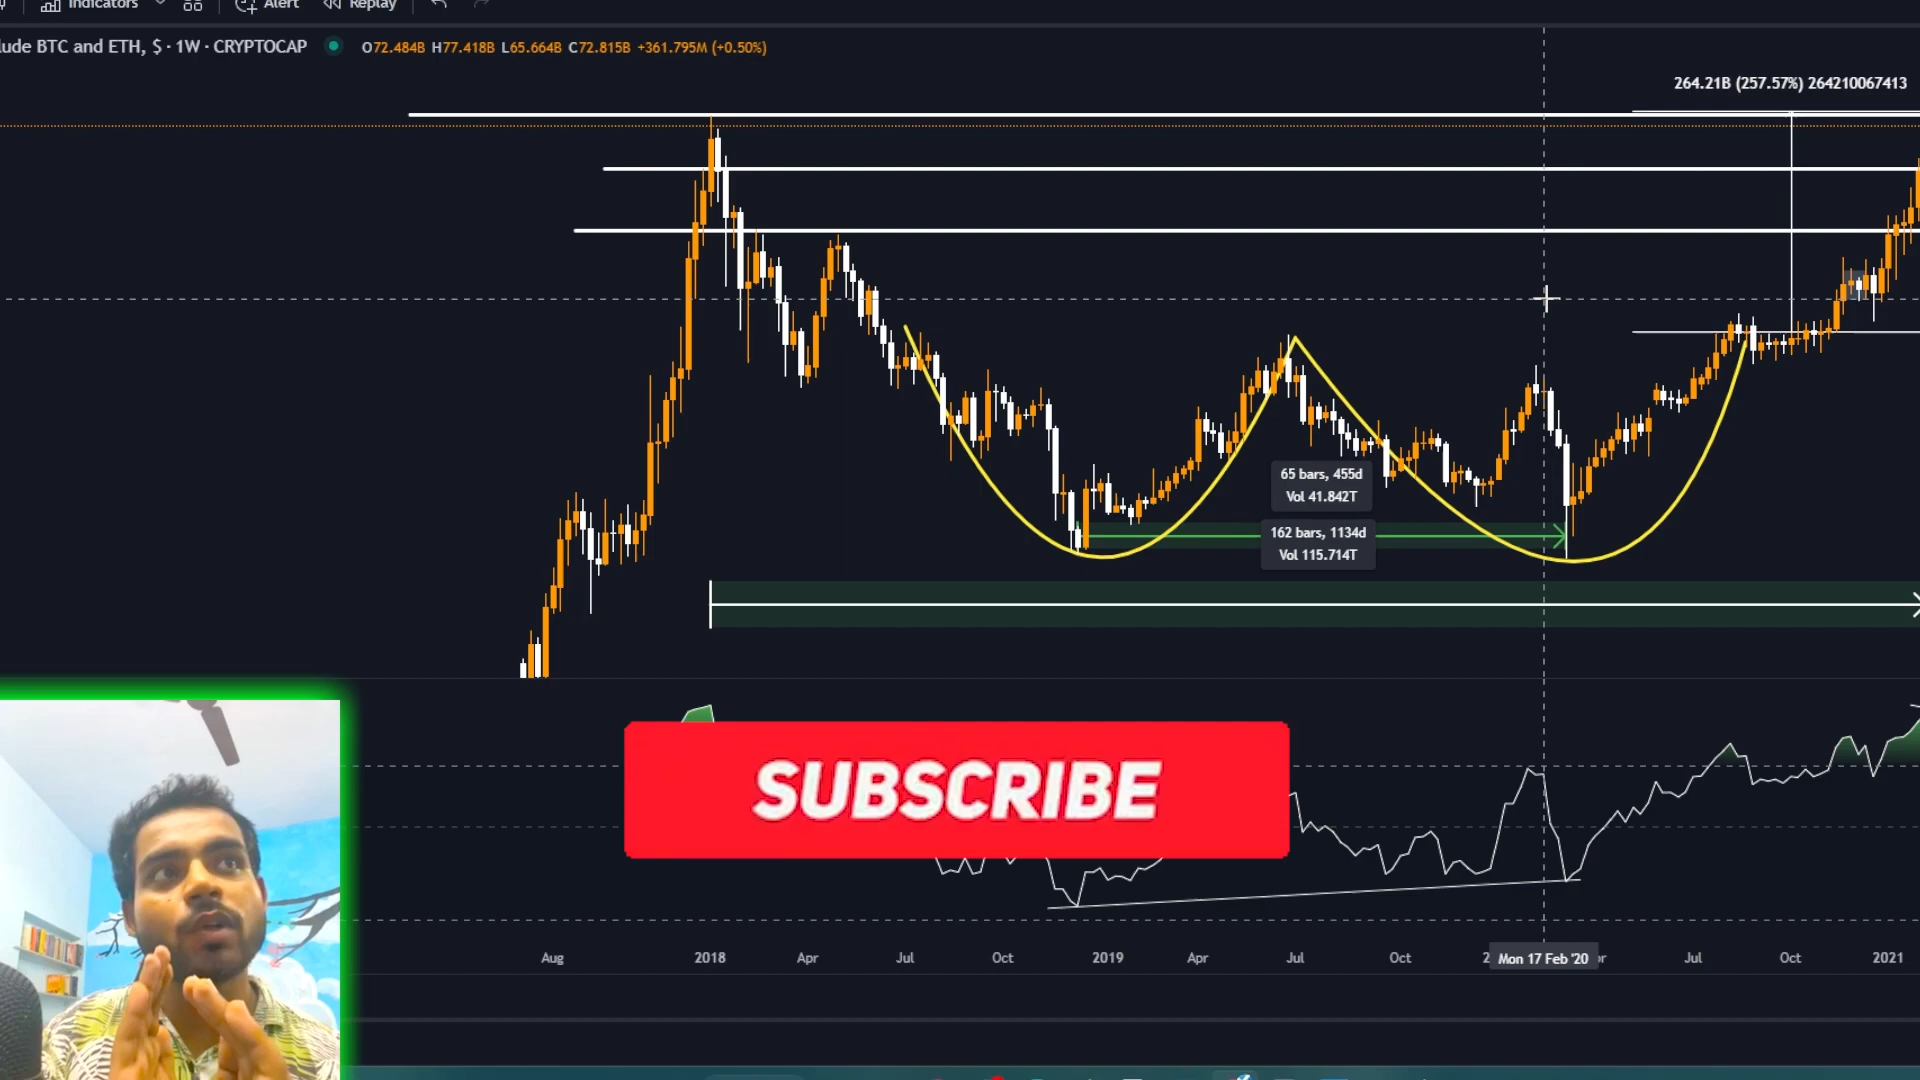 Indicators Alert Replay
lude BTC and ETH, $ · 1W · CRYPTOCAP O72.484B H77.418B L65.664B C72.815B +361.795M (+0.50%)
264.21B (257.57%) 264210067413
65 bars, 455d
Vol 41.842T
162 bars, 1134d
Vol 115.714T
SUBSCRIBE
Aug 2018 Apr Jul Oct 2019 Apr Jul Oct 2 Mon 17 Feb '20 or Jul Oct 2021